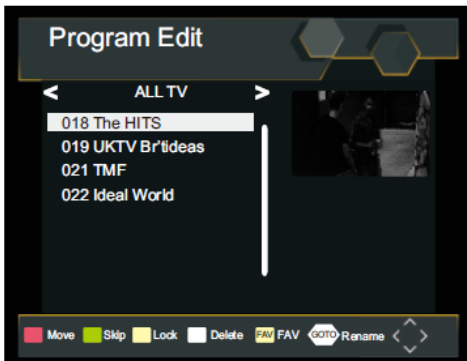 Program Edit
< ALL TV >
018 The HITS
019 UKTV Br'tideas
021 TMF
022 Ideal World
Move Skip Lock Delete FAV FAV GOTO Rename